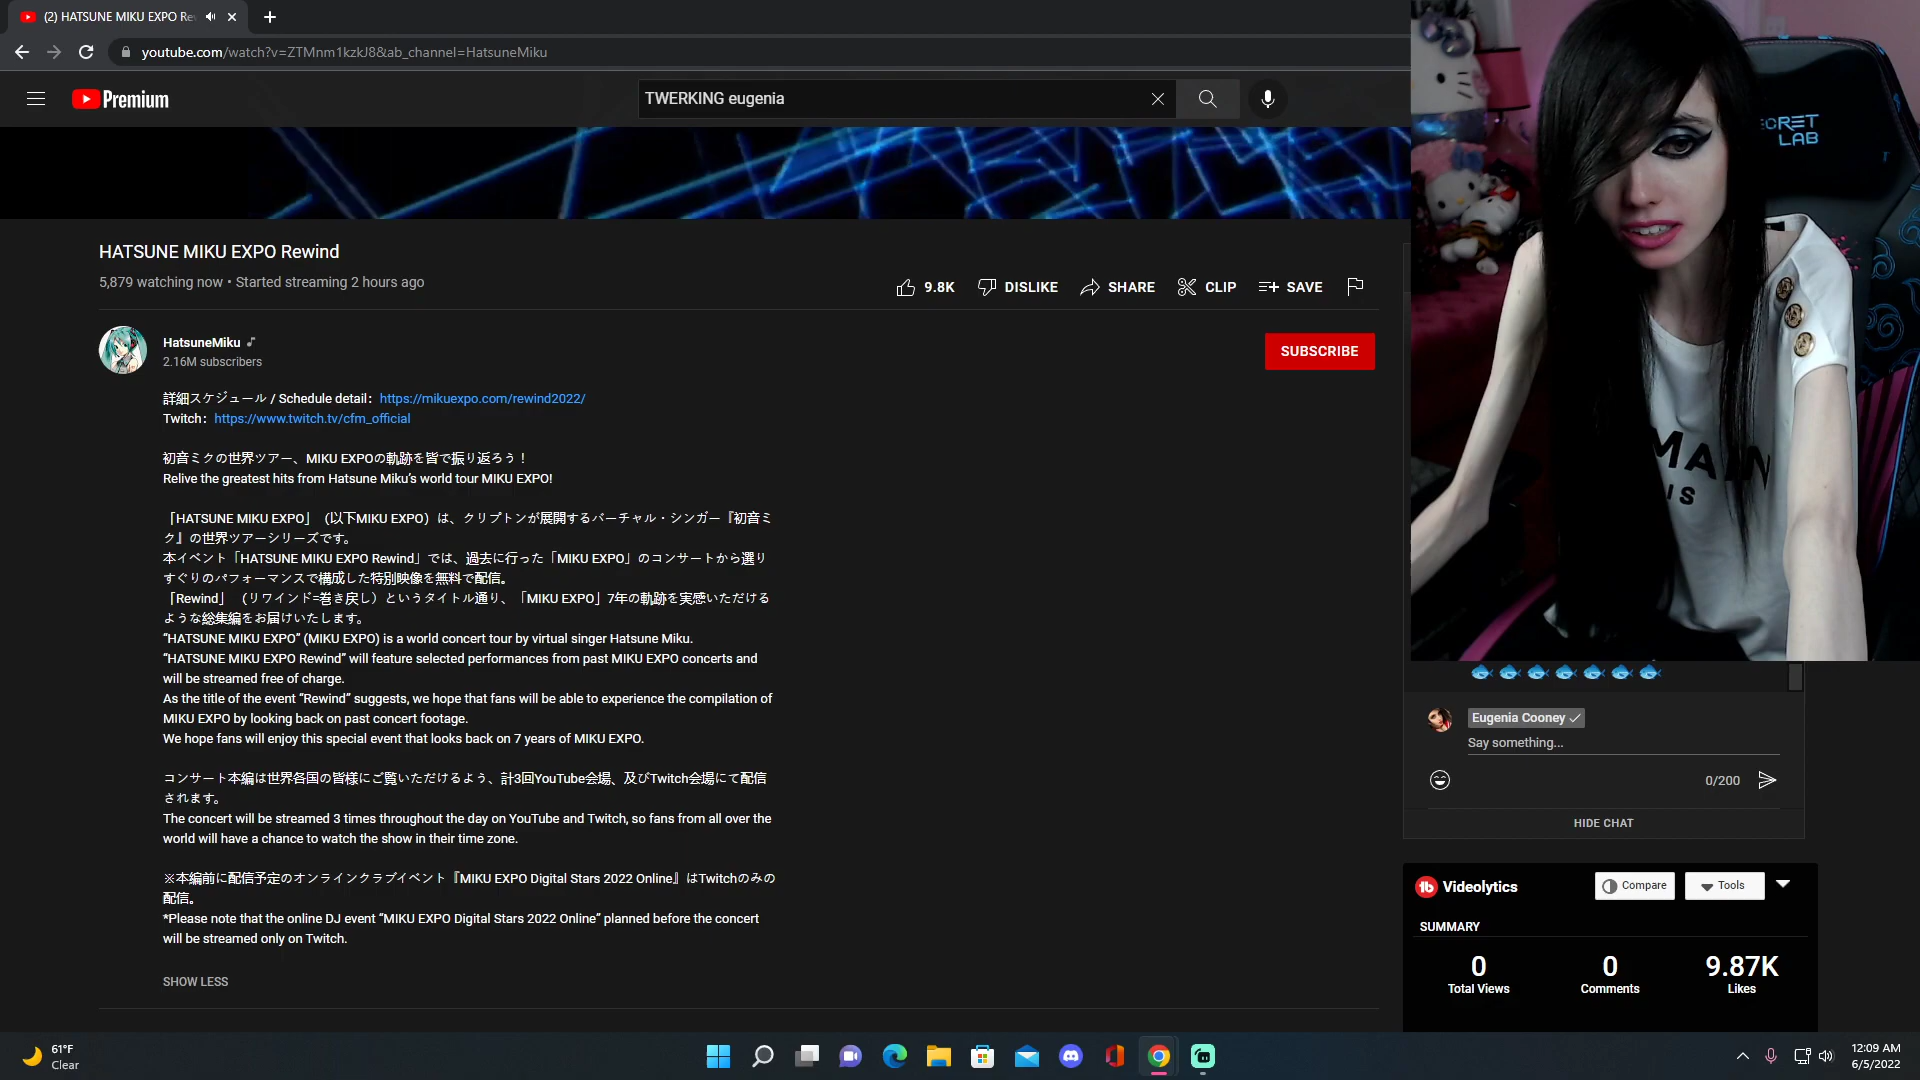 (2) HATSUNE MIKU EXPO Re
youtube.com/watch?v=ZTMnm1kzkJ8&ab_channel=HatsuneMiku
Premium
TWERKING eugenia
HATSUNE MIKU EXPO Rewind
5,879 watching now • Started streaming 2 hours ago
9.8K
DISLIKE
SHARE
CLIP
SAVE
HatsuneMiku
2.16M subscribers
SUBSCRIBE
詳細スケジュール / Schedule detail：https://mikuexpo.com/rewind2022/
Twitch：https://www.twitch.tv/cfm_official
初音ミクの世界ツアー、MIKU EXPOの軌跡を皆で振り返ろう！
Relive the greatest hits from Hatsune Miku’s world tour MIKU EXPO!
「HATSUNE MIKU EXPO」（以下MIKU EXPO）は、クリプトンが展開するバーチャル・シンガー『初音ミ
ク』の世界ツアーシリーズです。
本イベント「HATSUNE MIKU EXPO Rewind」では、過去に行った「MIKU EXPO」のコンサートから選り
すぐりのパフォーマンスで構成した特別映像を無料で配信。
「Rewind」（リワインド=巻き戻し）というタイトル通り、「MIKU EXPO」7年の軌跡を実感いただける
ような総集編をお届けいたします。
“HATSUNE MIKU EXPO” (MIKU EXPO) is a world concert tour by virtual singer Hatsune Miku.
“HATSUNE MIKU EXPO Rewind” will feature selected performances from past MIKU EXPO concerts and
will be streamed free of charge.
As the title of the event “Rewind” suggests, we hope that fans will be able to experience the compilation of
MIKU EXPO by looking back on past concert footage.
We hope fans will enjoy this special event that looks back on 7 years of MIKU EXPO.
コンサート本編は世界各国の皆様にご覧いただけるよう、計3回YouTube会場、及びTwitch会場にて配信
されます。
The concert will be streamed 3 times throughout the day on YouTube and Twitch, so fans from all over the
world will have a chance to watch the show in their time zone.
※本編前に配信予定のオンラインクラブイベント『MIKU EXPO Digital Stars 2022 Online』はTwitchのみの
配信。
*Please note that the online DJ event “MIKU EXPO Digital Stars 2022 Online” planned before the concert
will be streamed only on Twitch.
SHOW LESS
LAB
MAIN
IS
Eugenia Cooney
Say something...
0/200
HIDE CHAT
Videolytics
Compare
Tools
SUMMARY
0
Total Views
0
Comments
9.87K
Likes
61°F
Clear
12:09 AM
6/5/2022